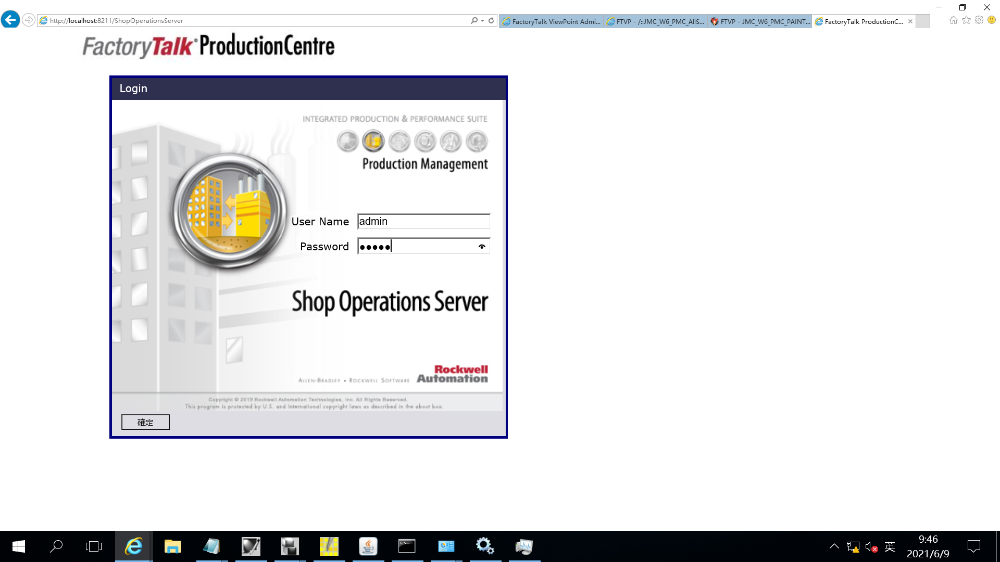 http://localhost:8211/ShopOperationsServer
FactoryTalk ViewPoint Admi...
FTVP - /::JMC_W6_PMC_AllS...
FTVP - JMC_W6_PMC_PAINT...
FactoryTalk ProductionC...
FactoryTalk ProductionCentre
Login
INTEGRATED PRODUCTION & PERFORMANCE SUITE
Production Management
User Name admin
Password ●●●●●
Shop Operations Server
Rockwell
Automation
ALLEN-BRADLEY • ROCKWELL SOFTWARE
Copyright © 2019 Rockwell Automation Technologies, Inc. All Rights Reserved.
This program is protected by U.S. and International copyright laws as described in the about box.
確定
英
9:46
2021/6/9